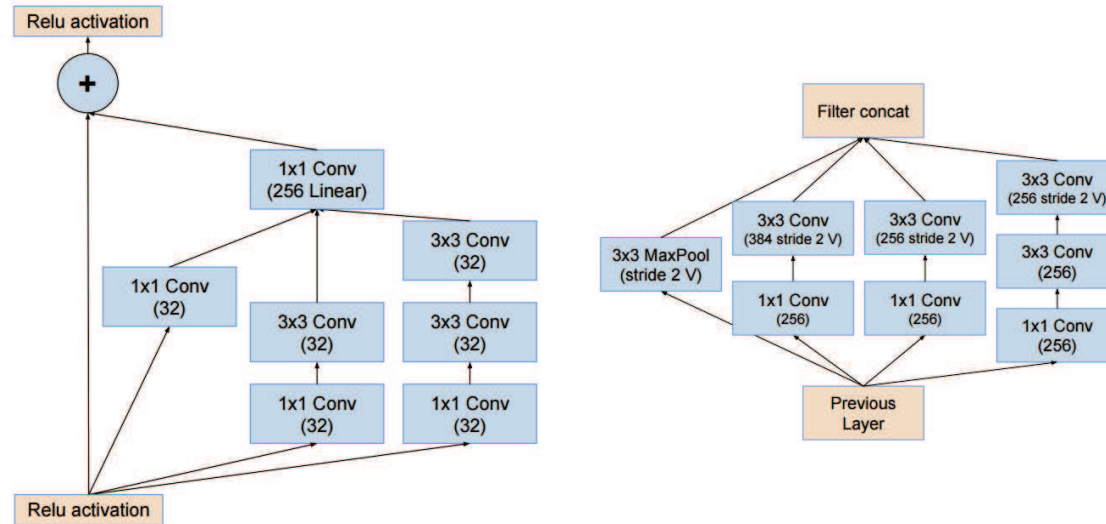 Relu activation
+
1x1 Conv
(256 Linear)
3x3 Conv
(32)
1x1 Conv
(32)
3x3 Conv
(32)
3x3 Conv
(32)
1x1 Conv
(32)
1x1 Conv
(32)
Relu activation
Filter concat
3x3 Conv
(256 stride 2 V)
3x3 MaxPool
(stride 2 V)
3x3 Conv
(384 stride 2 V)
3x3 Conv
(256 stride 2 V)
3x3 Conv
(256)
1x1 Conv
(256)
1x1 Conv
(256)
1x1 Conv
(256)
Previous
Layer